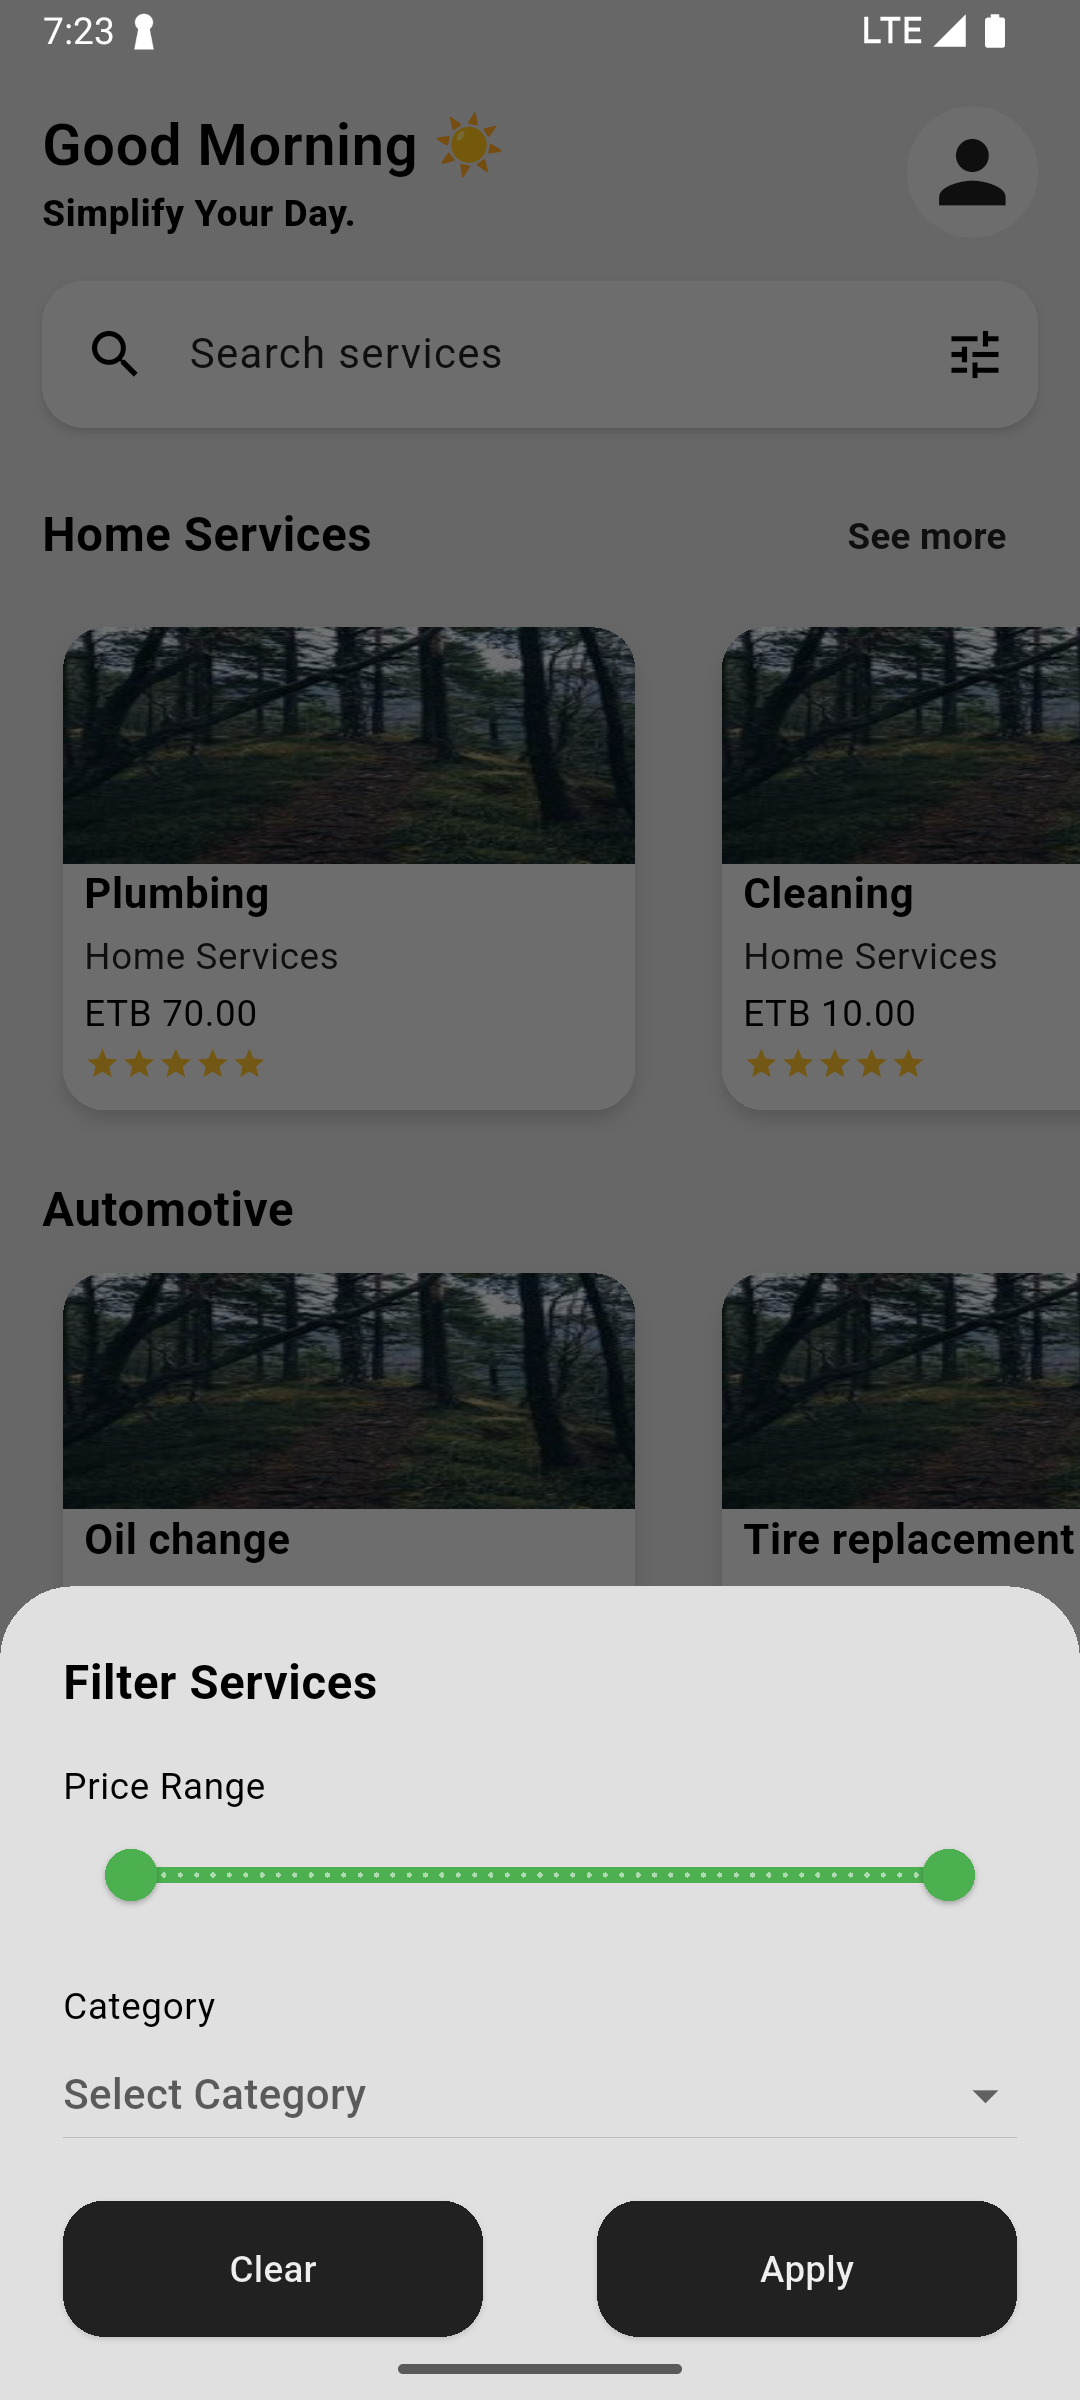 7:23 LTE
Good Morning ☀️
Simplify Your Day.
Search services
Home Services See more
Plumbing Cleaning
Home Services Home Services
ETB 70.00 ETB 10.00
Automotive
Oil change Tire replacement
Filter Services
Price Range
Category
Select Category
Clear Apply